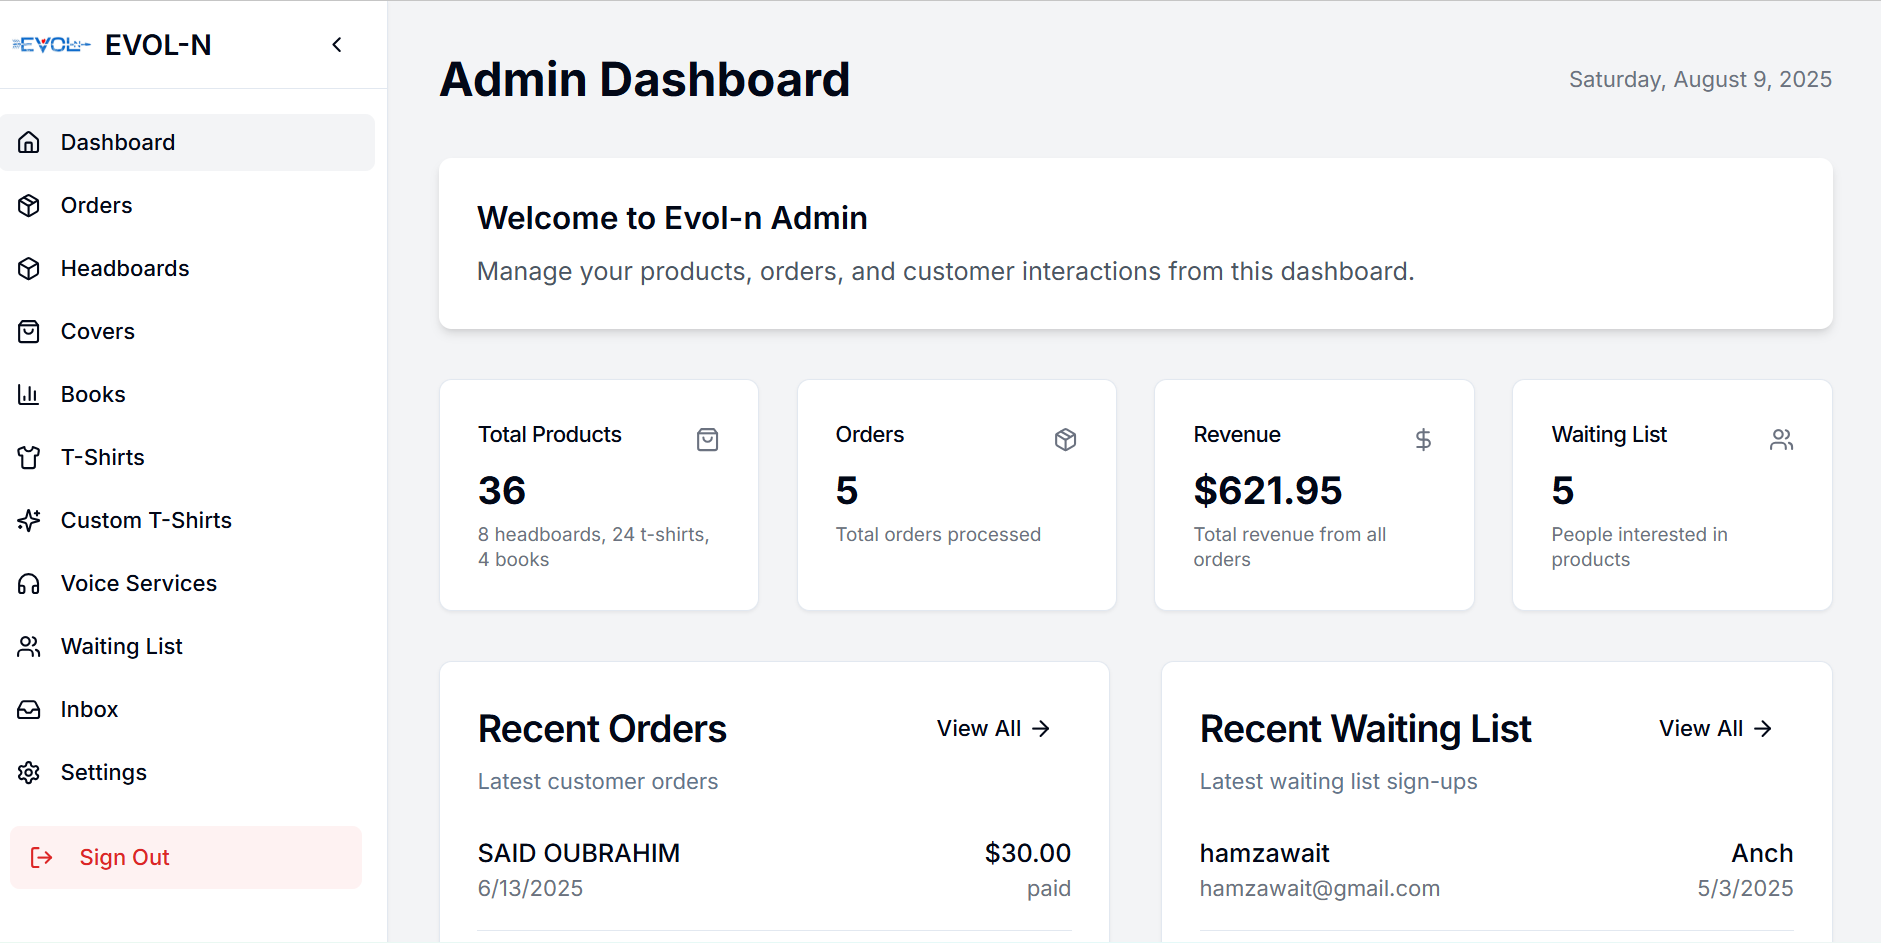 EVOL EVOL-N
Dashboard
Orders
Headboards
Covers
Books
T-Shirts
Custom T-Shirts
Voice Services
Waiting List
Inbox
Settings
Sign Out
Admin Dashboard
Saturday, August 9, 2025
Welcome to Evol-n Admin
Manage your products, orders, and customer interactions from this dashboard.
Total Products
36
8 headboards, 24 t-shirts,
4 books
Orders
5
Total orders processed
Revenue
$621.95
Total revenue from all
orders
Waiting List
5
People interested in
products
Recent Orders
View All
Latest customer orders
SAID OUBRAHIM
$30.00
6/13/2025
paid
Recent Waiting List
View All
Latest waiting list sign-ups
hamzawait
Anch
hamzawait@gmail.com
5/3/2025